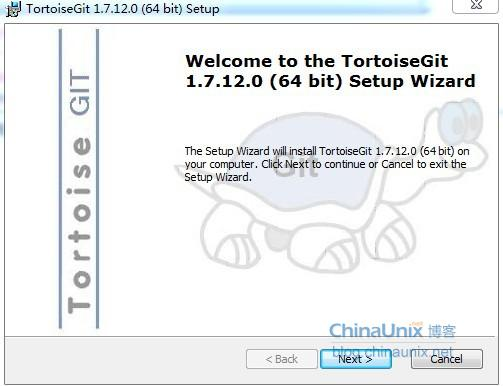 TortoiseGit 1.7.12.0 (64 bit) Setup
Welcome to the TortoiseGit
1.7.12.0 (64 bit) Setup Wizard
The Setup Wizard will install TortoiseGit 1.7.12.0 (64 bit) on
your computer. Click Next to continue or Cancel to exit the
Setup Wizard.
Git
Tortoise GIT
ChinaUnix 博客
blog.chinaunix.net
< Back
Next >
Cancel